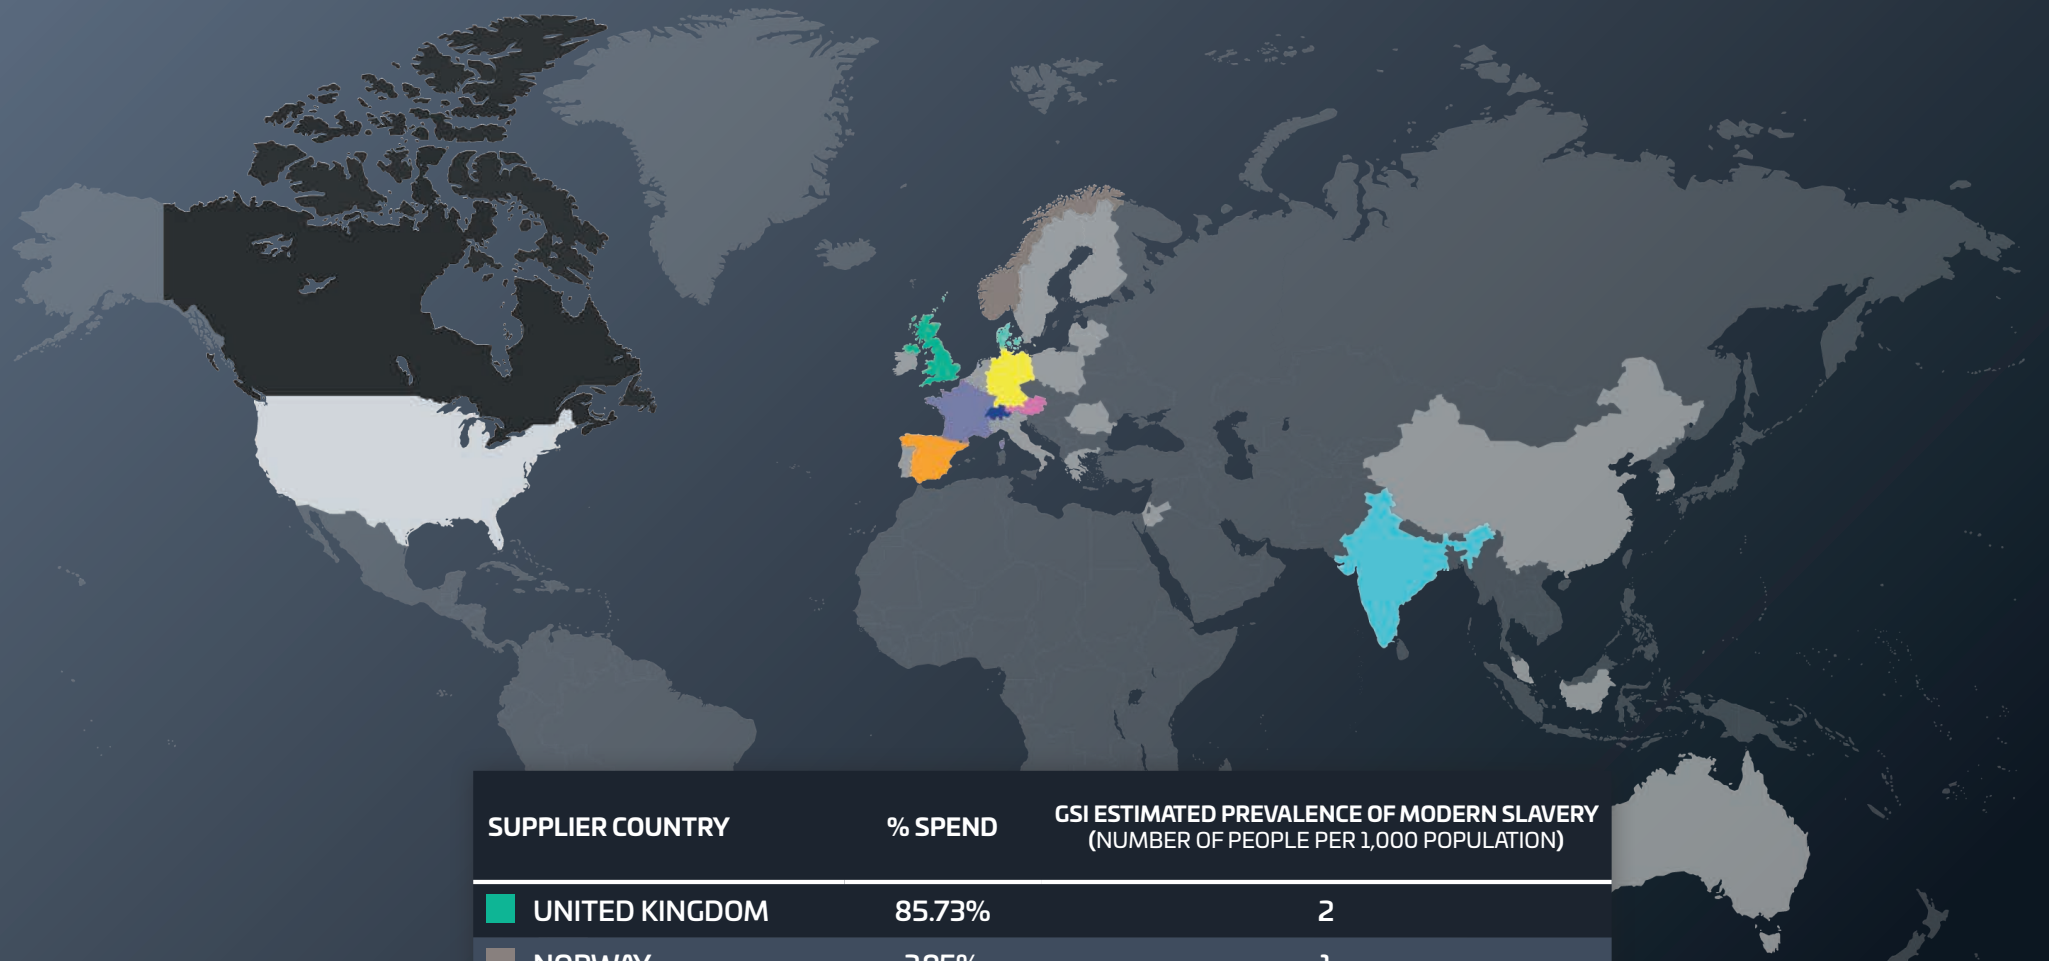 SUPPLIER COUNTRY % SPEND GSI ESTIMATED PREVALENCE OF MODERN SLAVERY
(NUMBER OF PEOPLE PER 1,000 POPULATION)
UNITED KINGDOM 85.73% 2
NORWAY